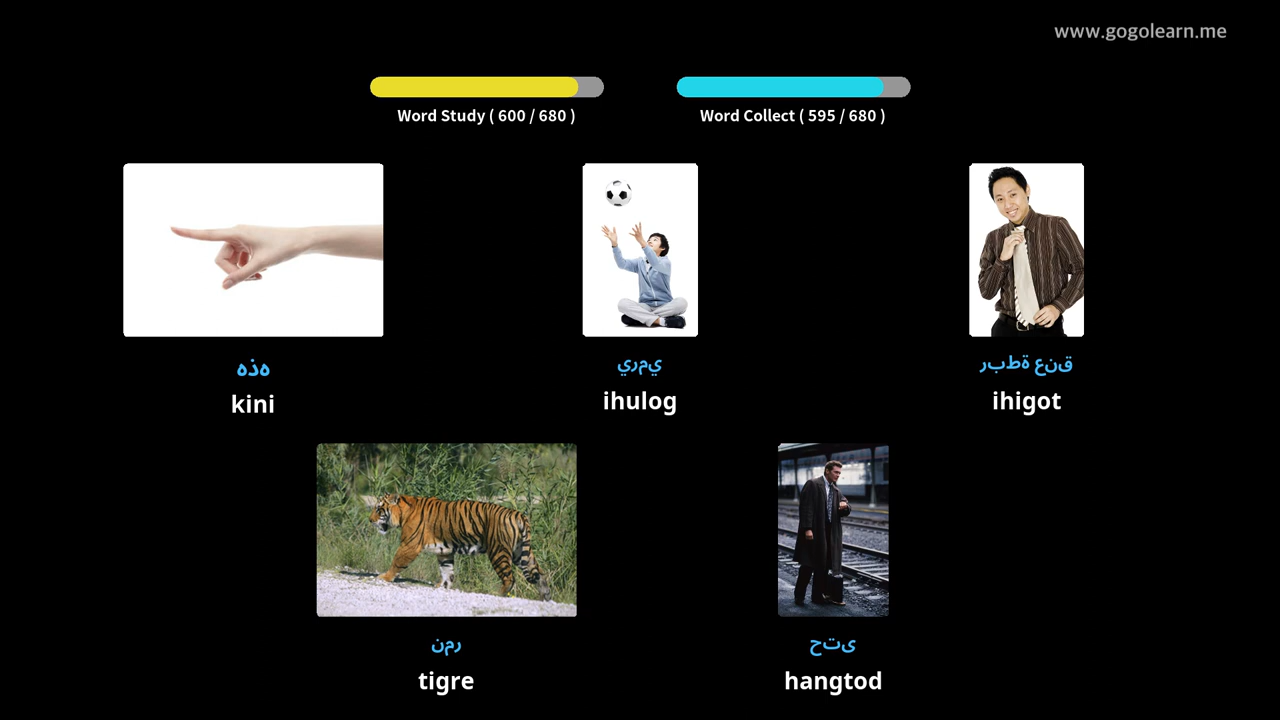 www.gogolearn.me
Word Study ( 600 / 680 )
Word Collect ( 595 / 680 )
هذه
kini
يرمي
ihulog
ربطة عنق
ihigot
نمر
tigre
حتى
hangtod